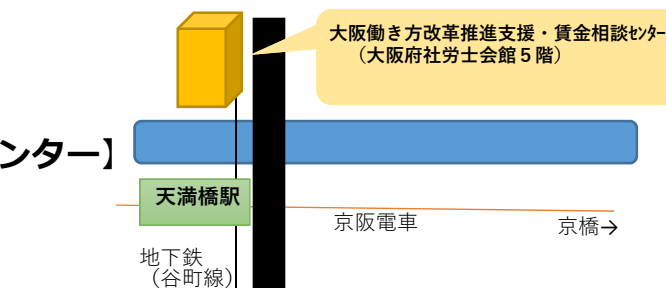 大阪働き方改革推進支援・賃金相談ｾﾝﾀｰ
（大阪府社労士会館５階）
ンター】
天満橋駅
京阪電車
京橋→
地下鉄
（谷町線）